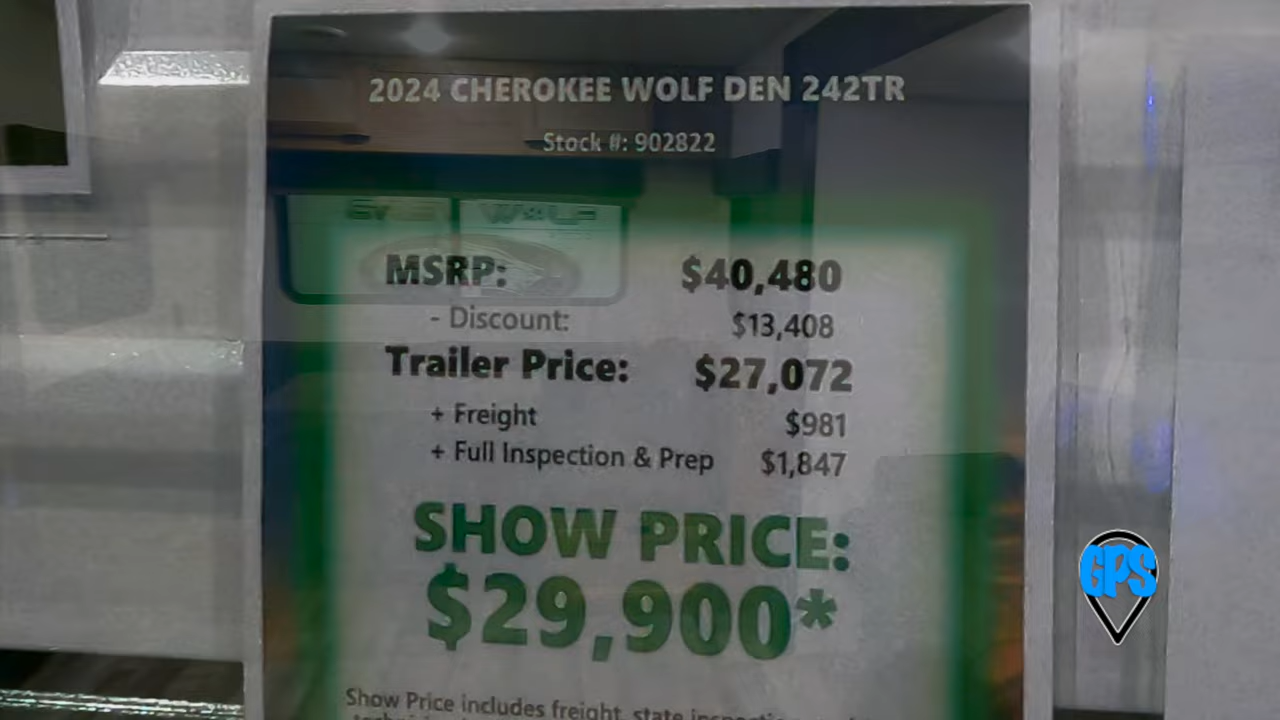 2024 CHEROKEE WOLF DEN 242TR
Stock #: 902822
MSRP: $40,480
- Discount: $13,408
Trailer Price: $27,072
+ Freight $981
+ Full Inspection & Prep $1,847
SHOW PRICE:
$29,900*
Show Price includes freight, state
GPS